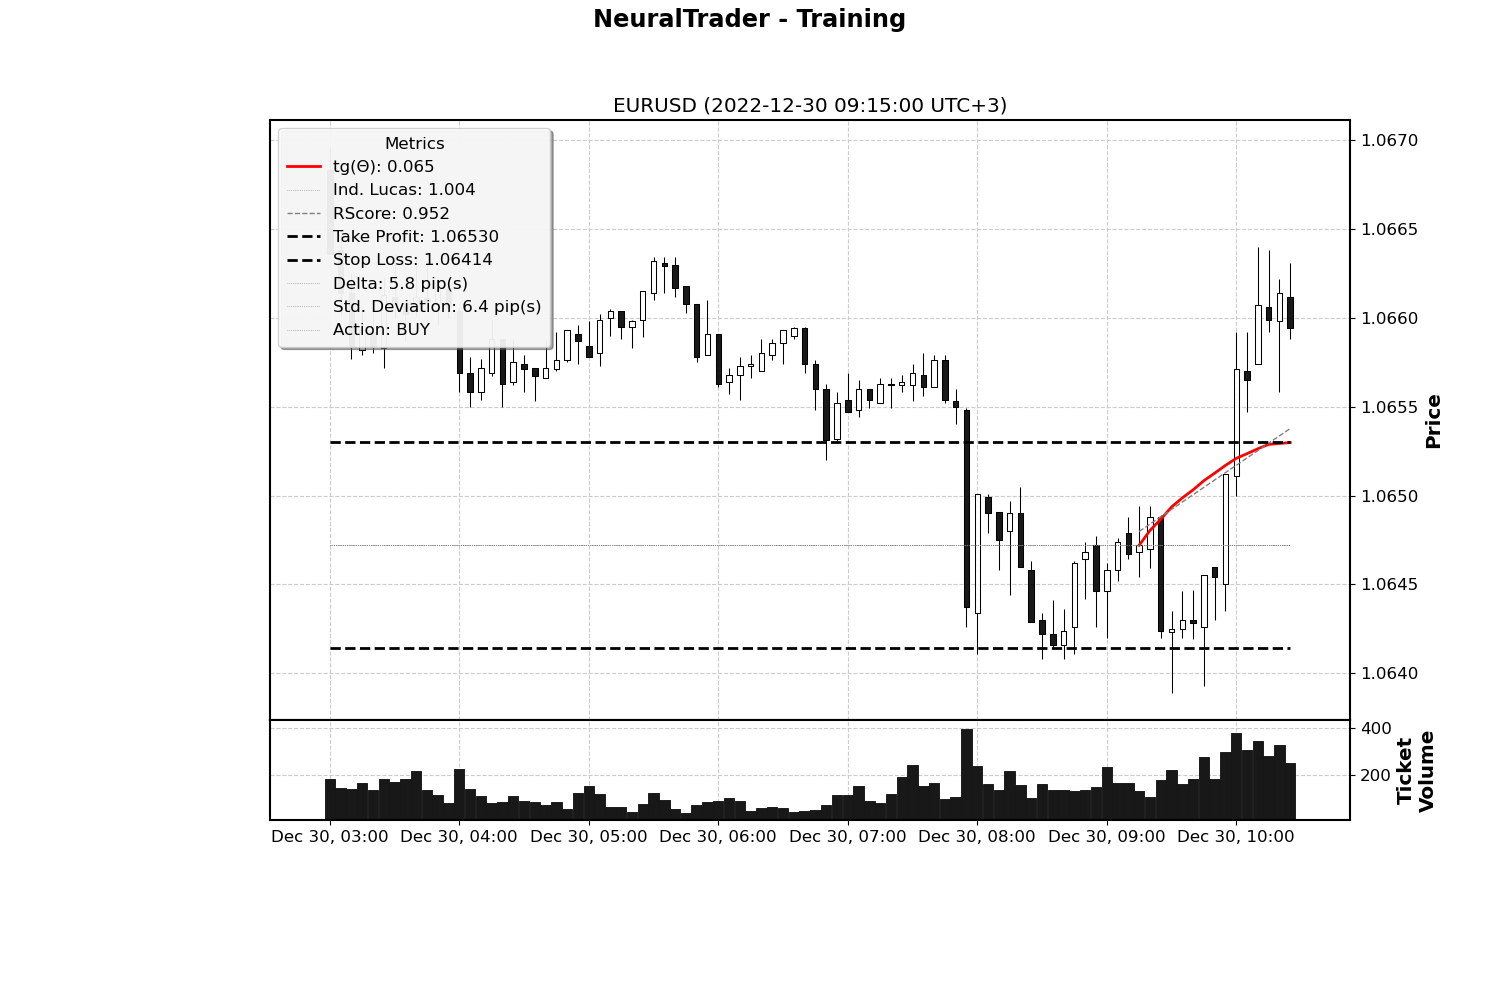 NeuralTrader - Training
EURUSD (2022-12-30 09:15:00 UTC+3)
Metrics
tg(Θ): 0.065
Ind. Lucas: 1.004
RScore: 0.952
Take Profit: 1.06530
Stop Loss: 1.06414
Delta: 5.8 pip(s)
Std. Deviation: 6.4 pip(s)
Action: BUY
1.0670
1.0665
1.0660
1.0655
1.0650
1.0645
1.0640
Price
400
200
Ticket
Volume
Dec 30, 03:00 Dec 30, 04:00 Dec 30, 05:00 Dec 30, 06:00 Dec 30, 07:00 Dec 30, 08:00 Dec 30, 09:00 Dec 30, 10:00